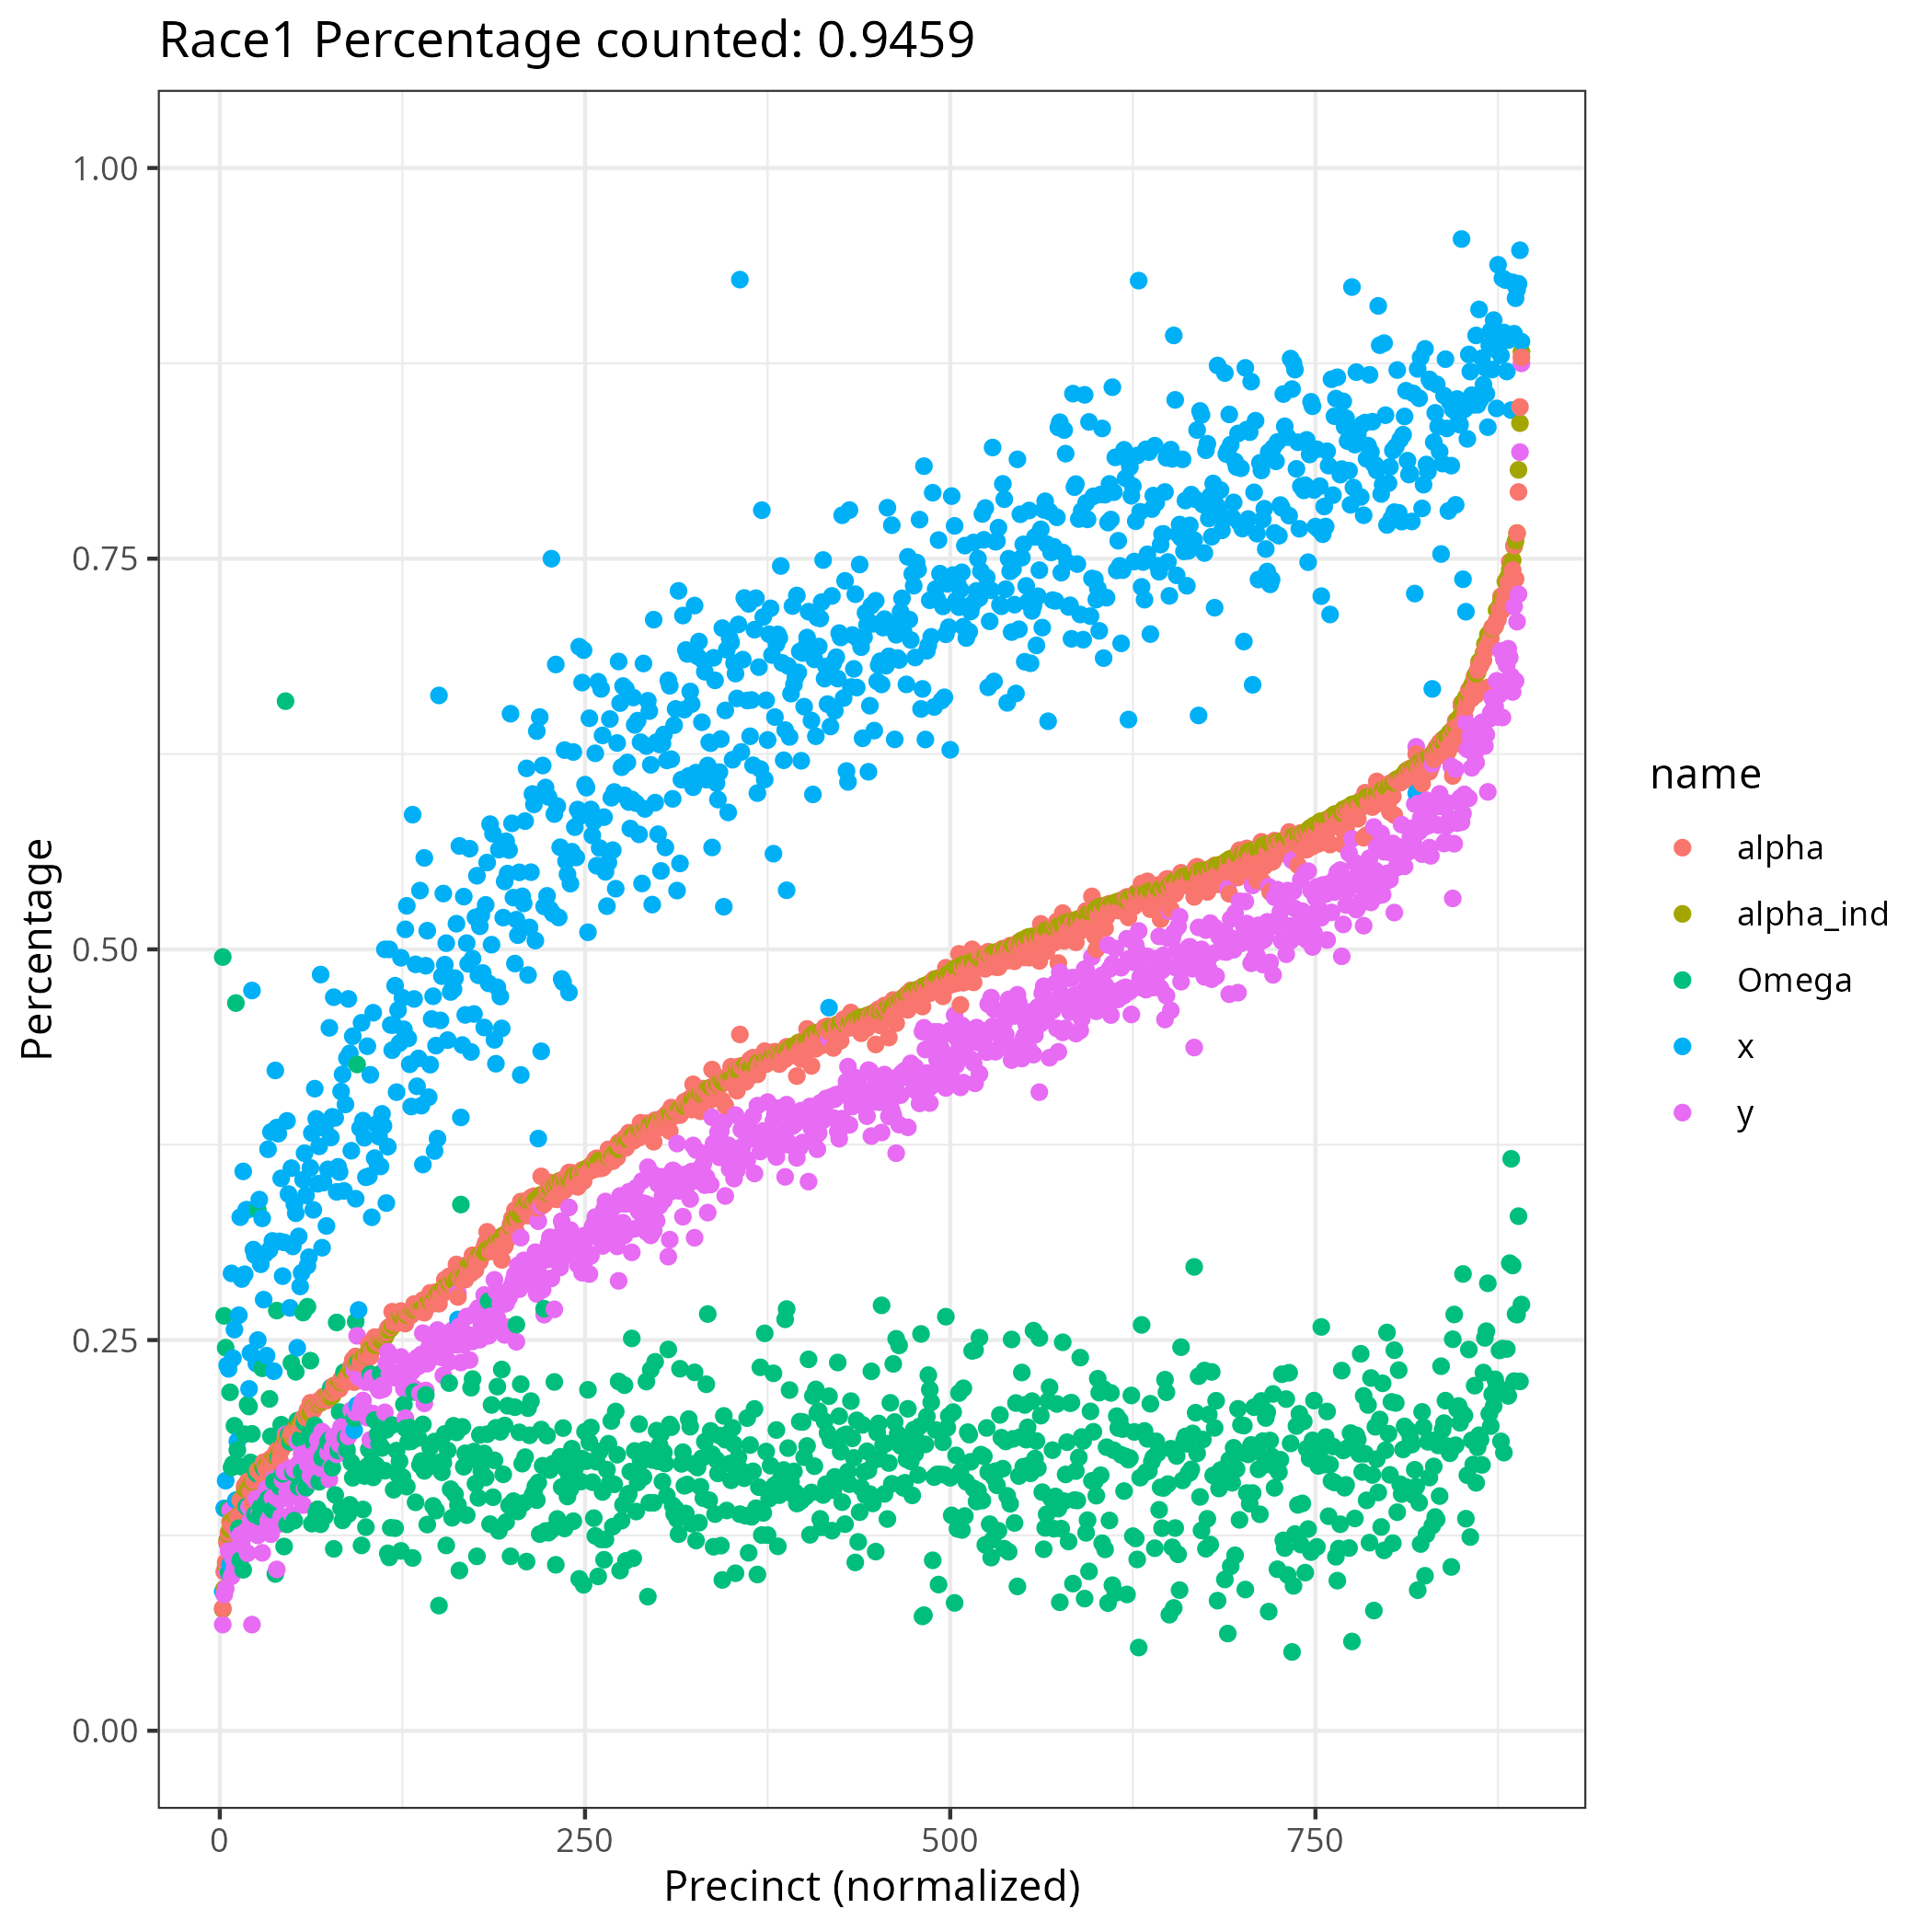 Race1 Percentage counted: 0.9459
1.00
0.75
0.50
0.25
0.00
Percentage
0 250 500 750
Precinct (normalized)
name
alpha
alpha_ind
Omega
x
y